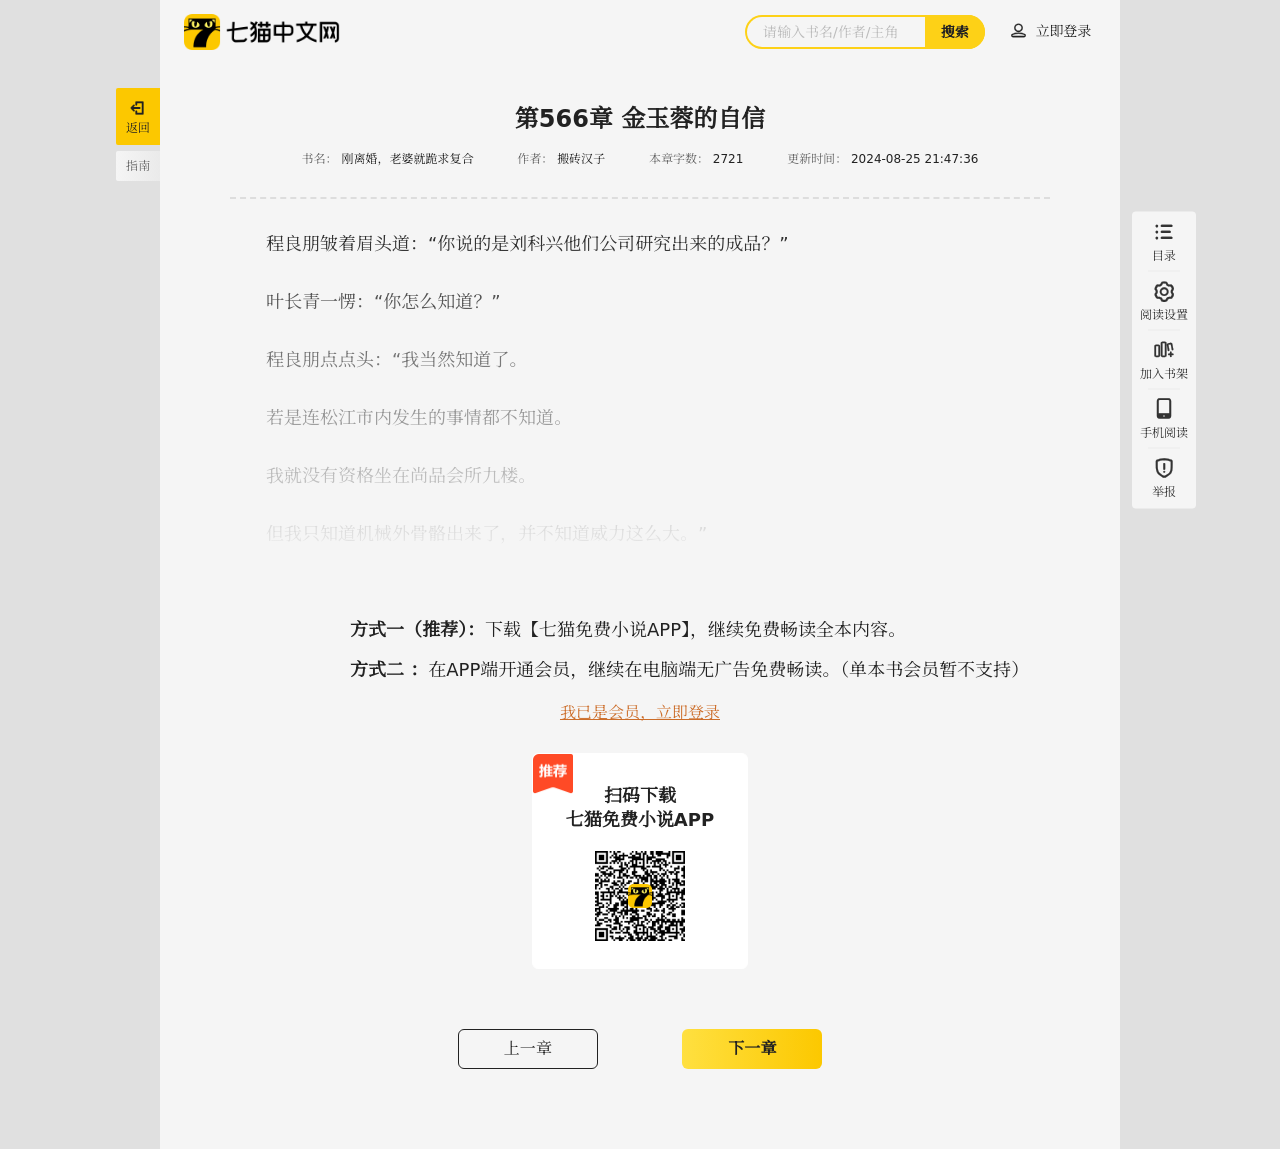 七猫中文网
请输入书名/作者/主角
搜索
立即登录
返回
指南
第566章 金玉蓉的自信
书名： 刚离婚，老婆就跪求复合 作者： 搬砖汉子 本章字数： 2721 更新时间： 2024-08-25 21:47:36
程良朋皱着眉头道：“你说的是刘科兴他们公司研究出来的成品？”
叶长青一愣：“你怎么知道？”
程良朋点点头：“我当然知道了。
若是连松江市内发生的事情都不知道。
我就没有资格坐在尚品会所九楼。
但我只知道机械外骨骼出来了，并不知道威力这么大。”
目录
阅读设置
加入书架
手机阅读
举报
方式一（推荐）：下载【七猫免费小说APP】，继续免费畅读全本内容。
方式二 ：在APP端开通会员，继续在电脑端无广告免费畅读。（单本书会员暂不支持）
我已是会员，立即登录
推荐
扫码下载
七猫免费小说APP
上一章
下一章